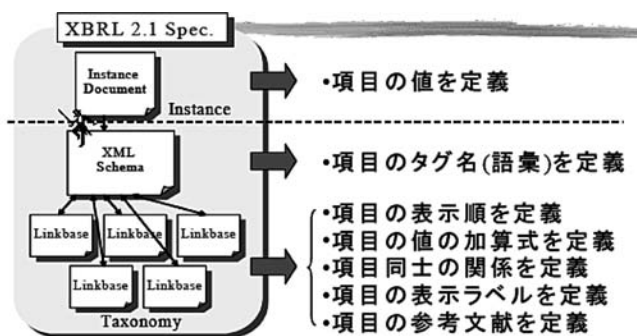 XBRL 2.1 Spec.
Instance
Document
Instance
•項目の値を定義
XML
Schema
•項目のタグ名(語彙)を定義
Linkbase
Linkbase
Linkbase
Linkbase
Linkbase
Taxonomy
•項目の表示順を定義
•項目の値の加算式を定義
•項目同士の関係を定義
•項目の表示ラベルを定義
•項目の参考文献を定義